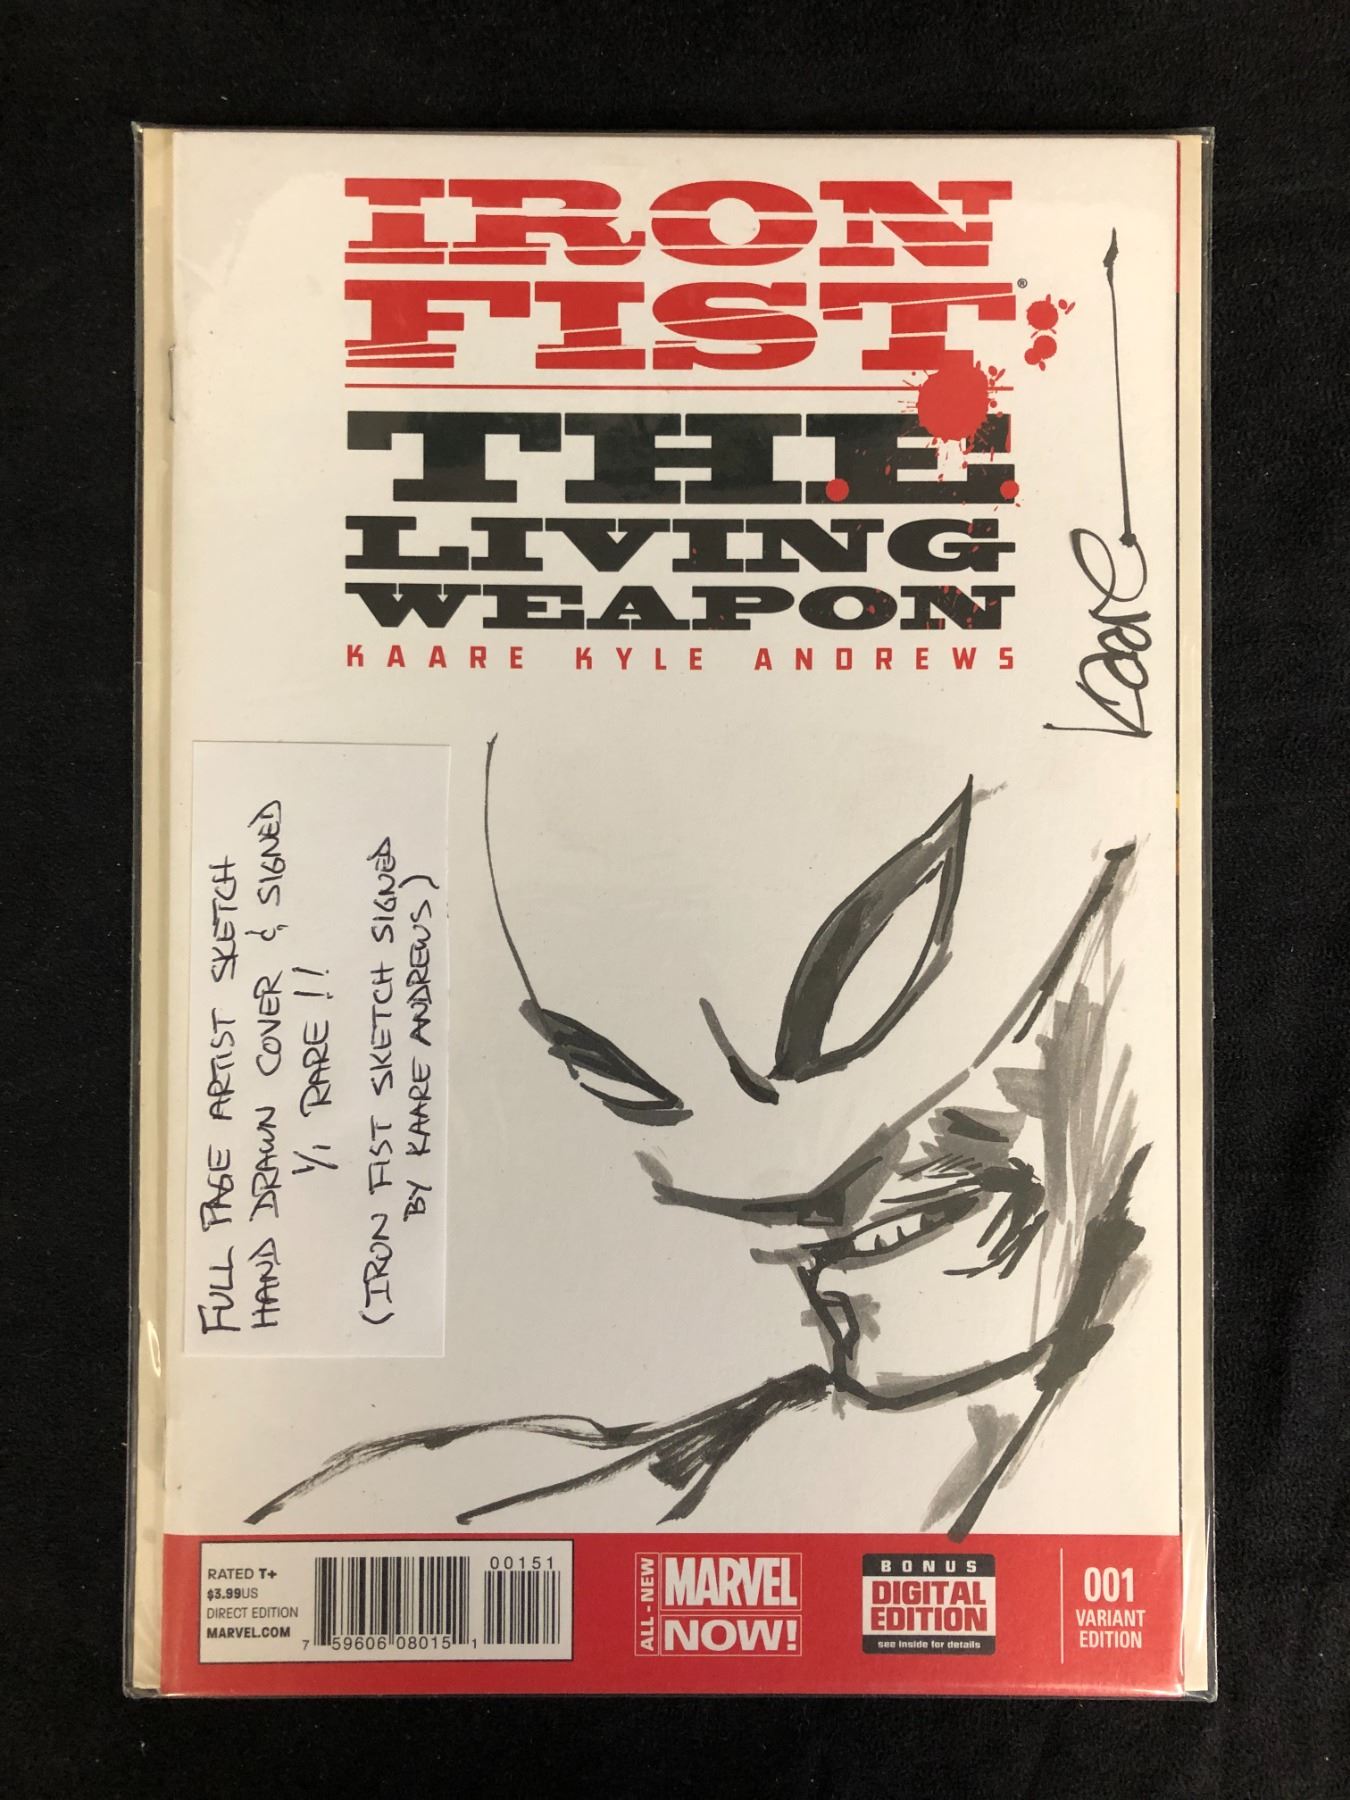 IRON
FIST®
THE
LIVING
WEAPON
KAARE KYLE ANDREWS
Kaare
FULL PAGE ARTIST SKETCH
HAND DRAWN COVER & SIGNED
1/1 RARE!!
(IRON FIST SKETCH SIGNED
BY KAARE ANDREWS)
RATED T+
$3.99US
DIRECT EDITION
MARVEL.COM
00151
7 59606 08015 1
ALL-NEW
MARVEL
NOW!
BONUS
DIGITAL
EDITION
see inside for details
001
VARIANT
EDITION